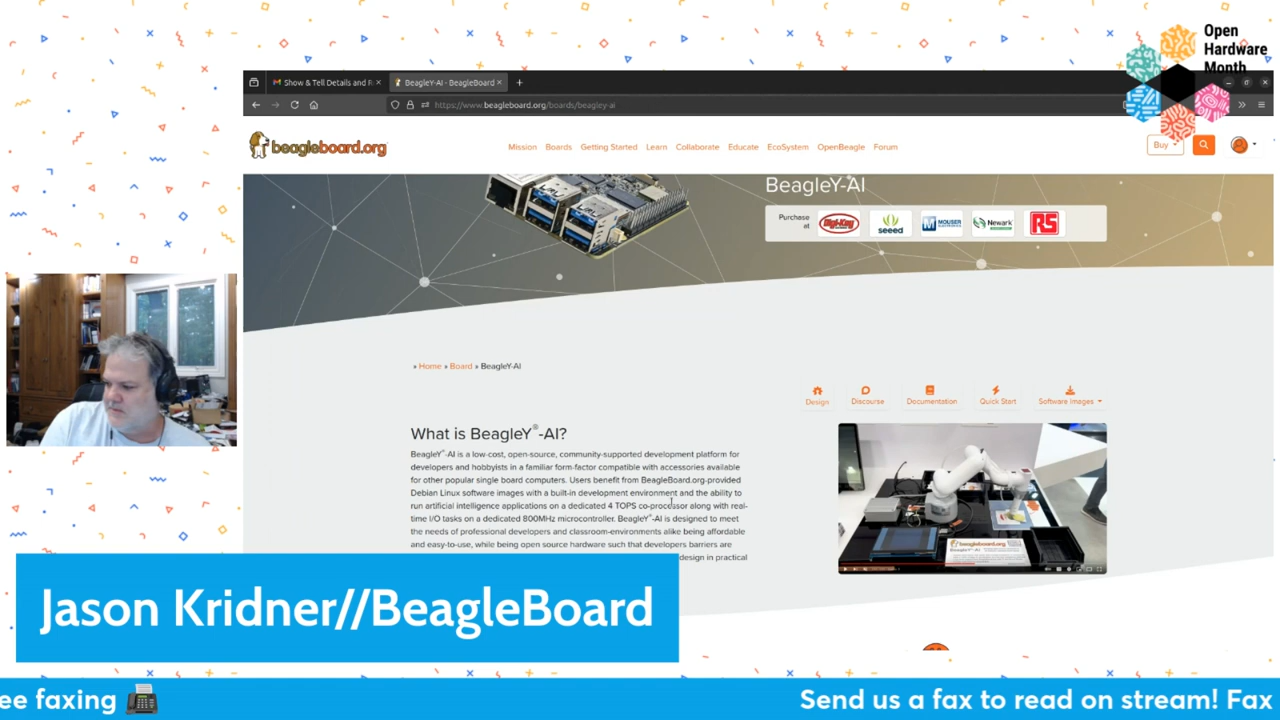 Open
Hardware
Month
Show & Tell Details and R
BeagleY-AI - BeagleBoard
https://www.beagleboard.org/boards/beagley-ai
beagleboard.org
Mission
Boards
Getting Started
Learn
Collaborate
Educate
EcoSystem
OpenBeagle
Forum
Buy
BeagleY-AI
Purchase
at
Digi-Key
seeed
MOUSER
ELECTRONICS
Newark
RS
» Home » Board » BeagleY-AI
Design
Discourse
Documentation
Quick Start
Software Images
What is BeagleY®-AI?
BeagleY®-AI is a low-cost, open-source, community-supported development platform for
developers and hobbyists in a familiar form-factor compatible with accessories available
for other popular single board computers. Users benefit from BeagleBoard.org-provided
Debian Linux software images with a built-in development environment and the ability to
run artificial intelligence applications on a dedicated 4 TOPS co-processor along with real-
time I/O tasks on a dedicated 800MHz microcontroller. BeagleY®-AI is designed to meet
the needs of professional developers and classroom-environments alike being affordable
and easy-to-use, while being open source hardware such that developers barriers are
design in practical
beagleboard.org
Jason Kridner//BeagleBoard
ee faxing
Send us a fax to read on stream! Fax